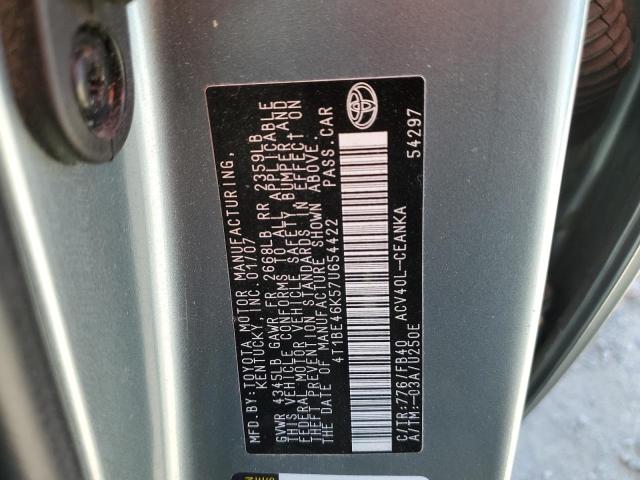 MFD.BY:TOYOTA MOTOR MANUFACTURING,
KENTUCKY, INC. 01/07
GVWR 4345LB GAWR FR 2668LB RR 2359LB
THIS VEHICLE CONFORMS TO ALL APPLICABLE
FEDERAL MOTOR VEHICLE SAFETY, BUMPER, AND
THEFT PREVENTION STANDARDS IN EFFECT ON
THE DATE OF MANUFACTURE SHOWN ABOVE.
4T1BE46K57U654422 PASS.CAR
C/TR:776/FB40 ACV40L-CEANKA
A/TM:-03A/U250E 54297